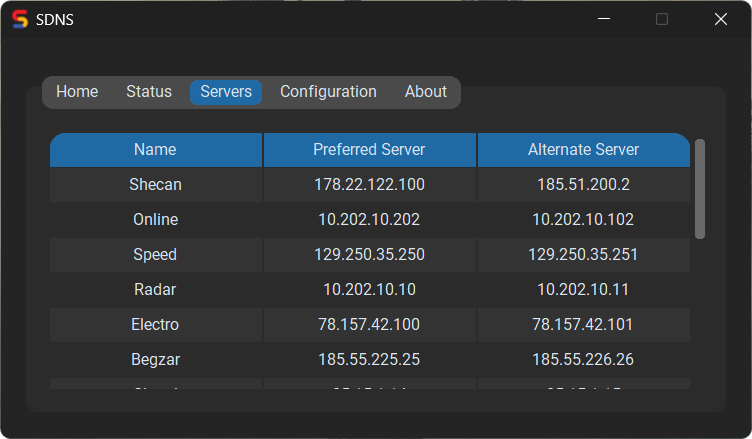 SDNS
Home Status Servers Configuration About
Name Preferred Server Alternate Server
Shecan 178.22.122.100 185.51.200.2
Online 10.202.10.202 10.202.10.102
Speed 129.250.35.250 129.250.35.251
Radar 10.202.10.10 10.202.10.11
Electro 78.157.42.100 78.157.42.101
Begzar 185.55.225.25 185.55.226.26